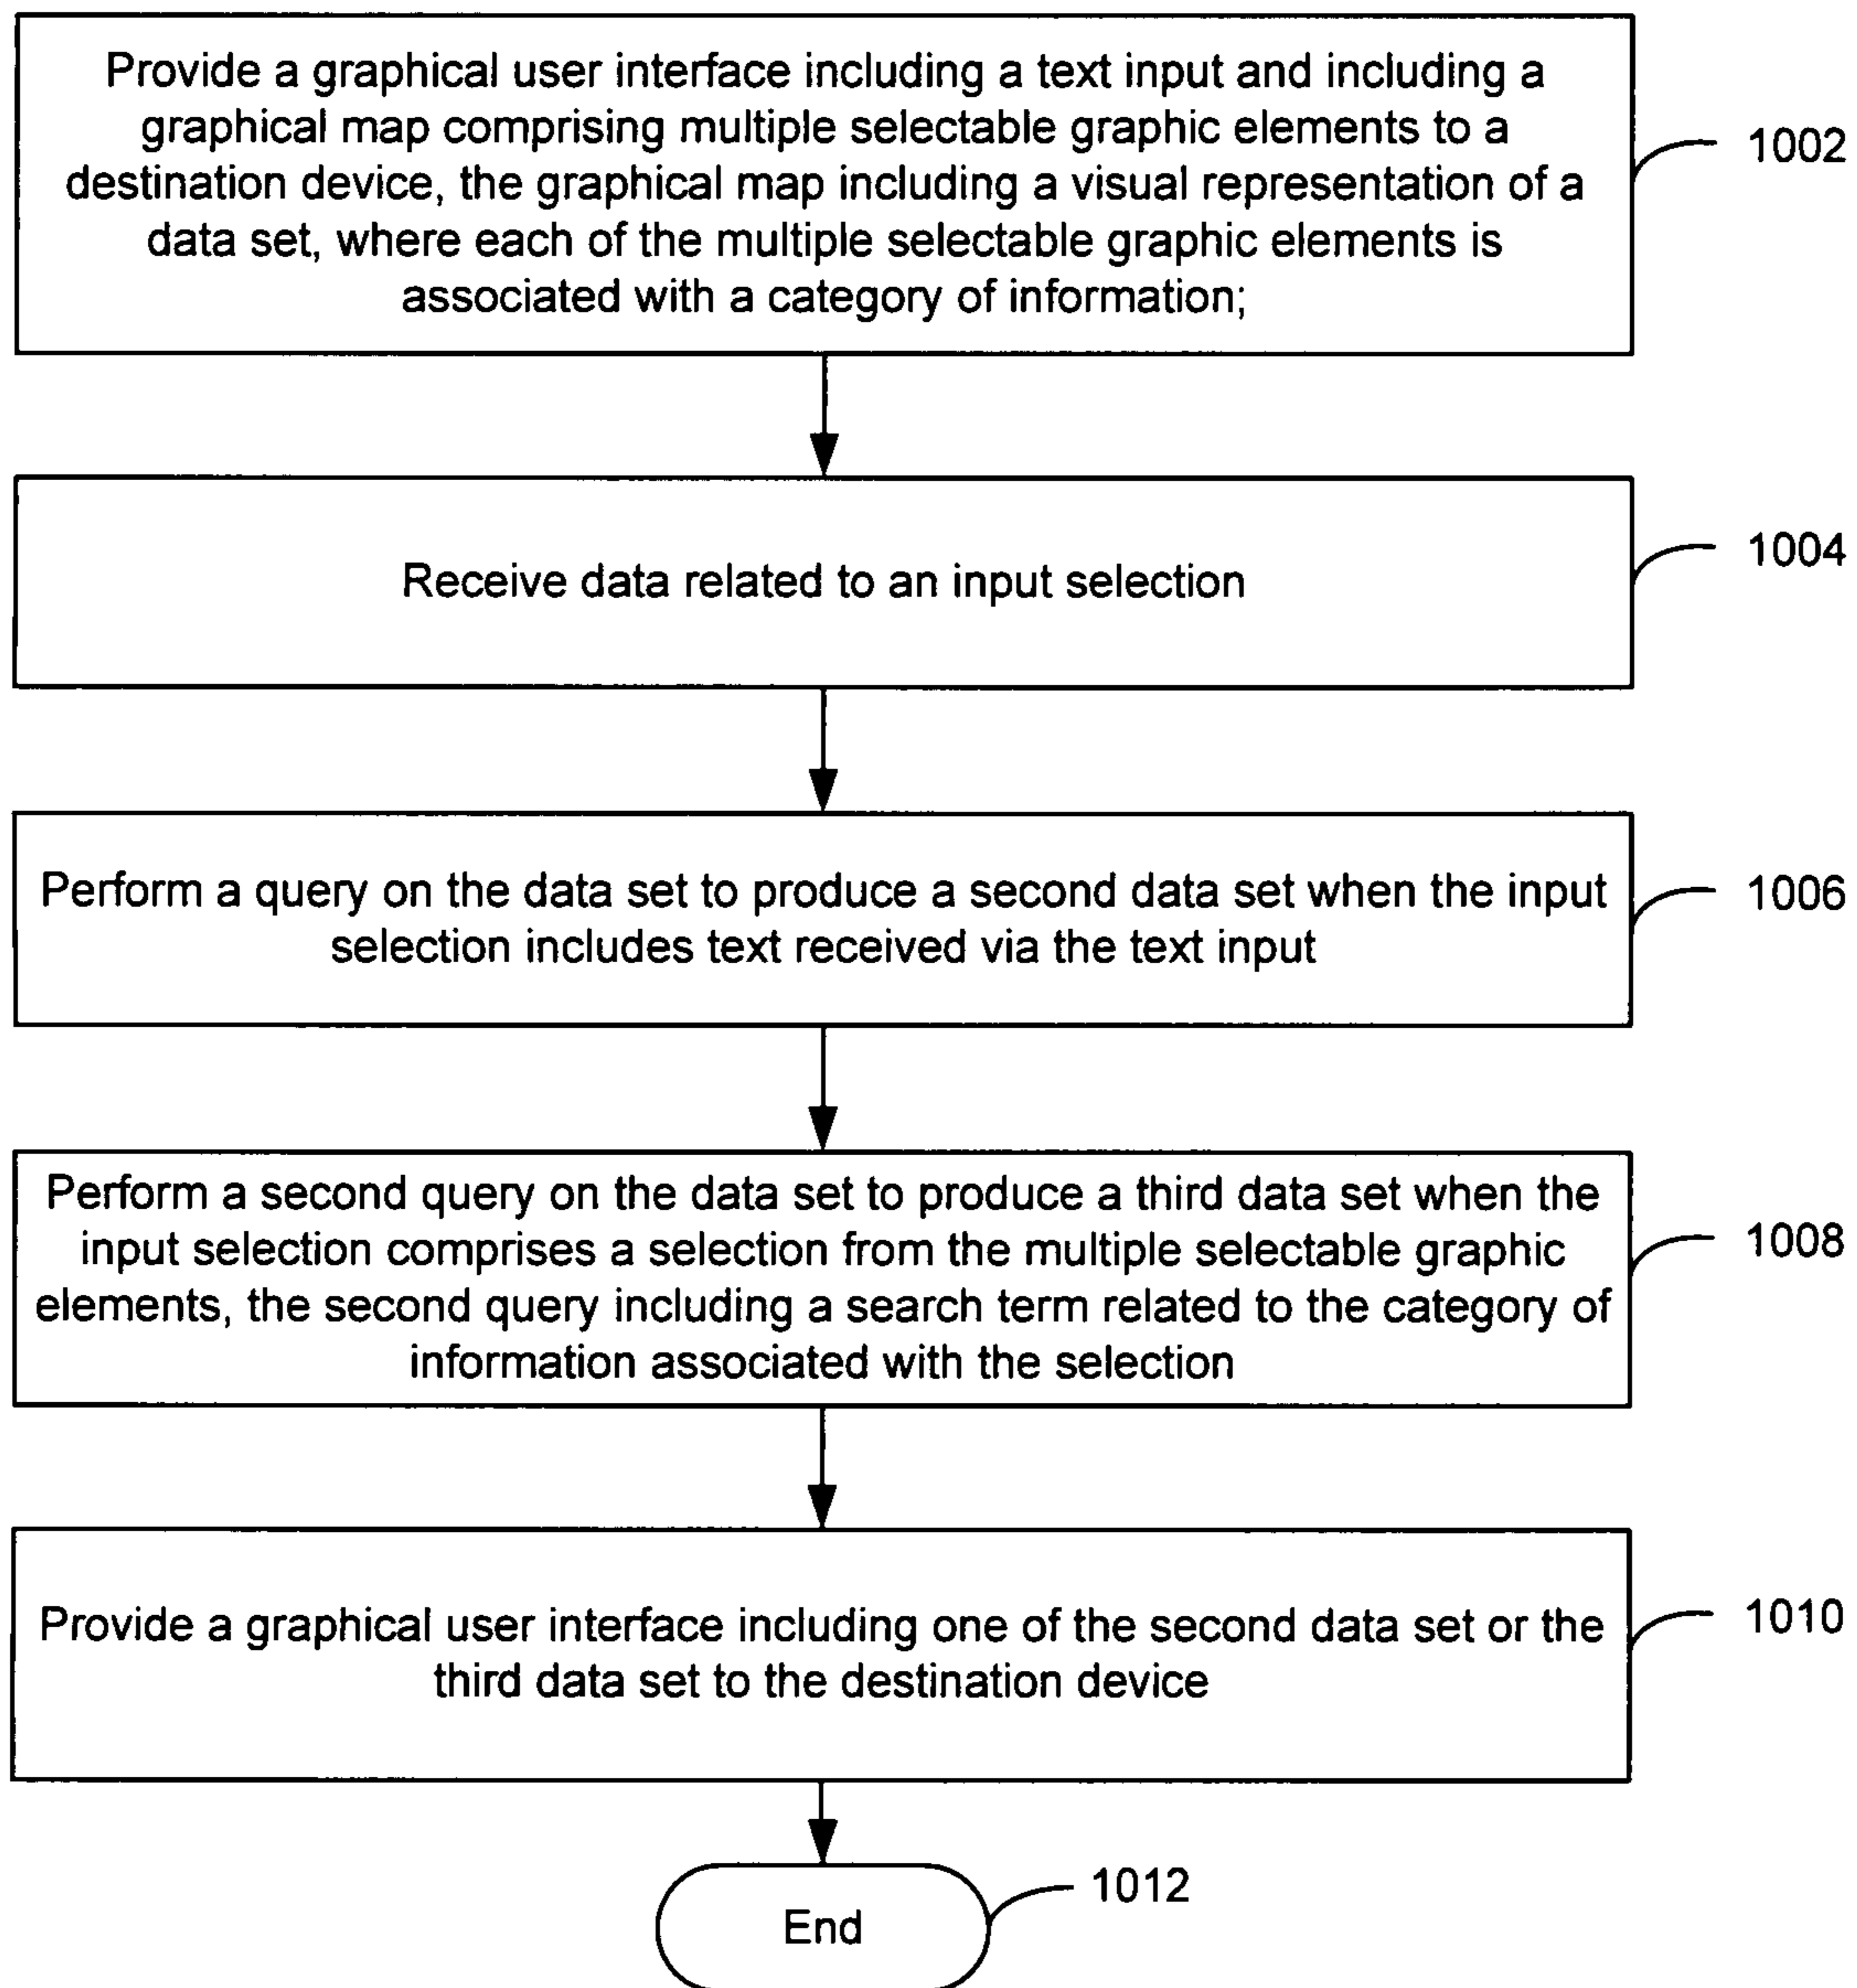 Provide a graphical user interface including a text input and including a
graphical map comprising multiple selectable graphic elements to a
destination device, the graphical map including a visual representation of a
data set, where each of the multiple selectable graphic elements is
associated with a category of information;
1002
Receive data related to an input selection
1004
Perform a query on the data set to produce a second data set when the input
selection includes text received via the text input
1006
Perform a second query on the data set to produce a third data set when the
input selection comprises a selection from the multiple selectable graphic
elements, the second query including a search term related to the category of
information associated with the selection
1008
Provide a graphical user interface including one of the second data set or the
third data set to the destination device
1010
End
1012